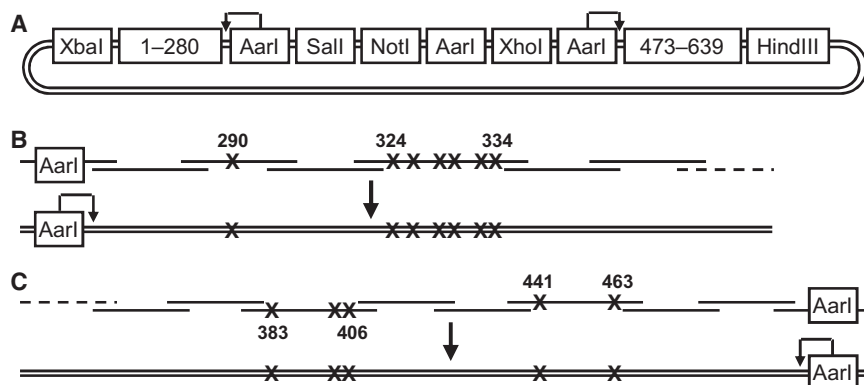 A
XbaI 1–280 AarI SalI NotI AarI XhoI AarI 473–639 HindIII
B
290 324 334
AarI
AarI
C
441 463
AarI
383 406
AarI